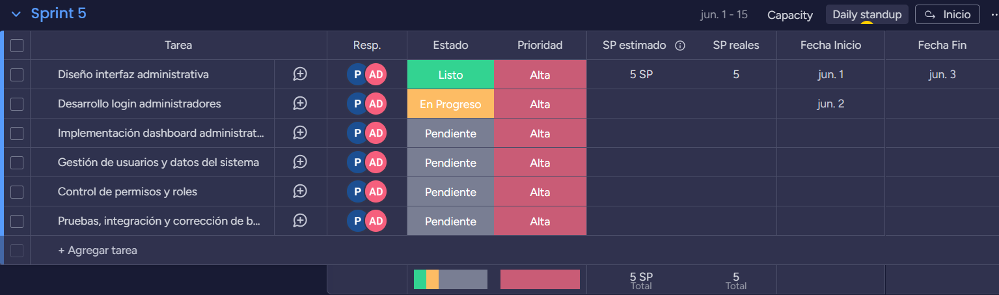 Sprint 5 jun. 1 - 15 Capacity Daily standup Inicio
Tarea Resp. Estado Prioridad SP estimado SP reales Fecha Inicio Fecha Fin
Diseño interfaz administrativa P AD Listo Alta 5 SP 5 jun. 1 jun. 3
Desarrollo login administradores P AD En Progreso Alta jun. 2
Implementación dashboard administrat... P AD Pendiente Alta
Gestión de usuarios y datos del sistema P AD Pendiente Alta
Control de permisos y roles P AD Pendiente Alta
Pruebas, integración y corrección de b... P AD Pendiente Alta
+ Agregar tarea
5 SP 5
Total Total